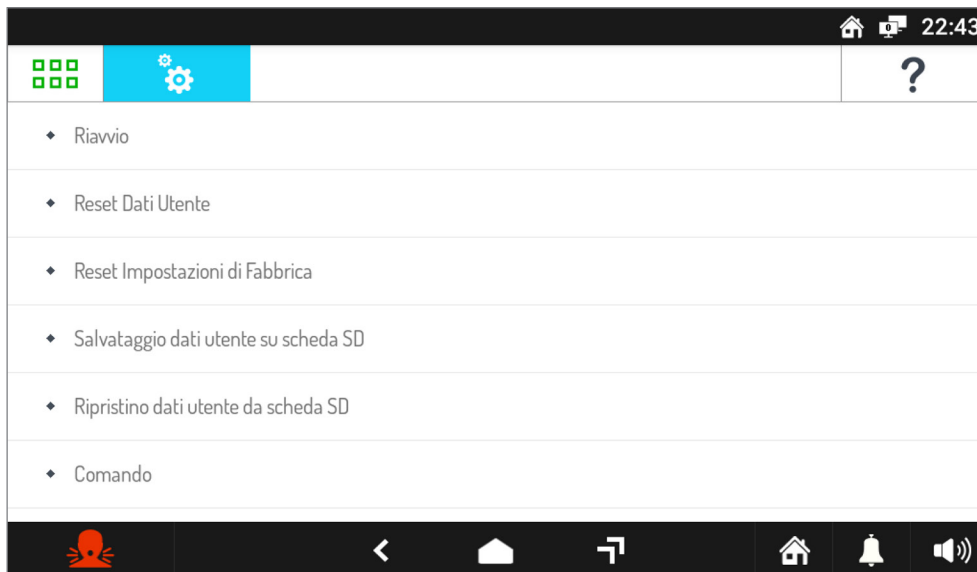 22:43
?
Riavvio
Reset Dati Utente
Reset Impostazioni di Fabbrica
Salvataggio dati utente su scheda SD
Ripristino dati utente da scheda SD
Comando